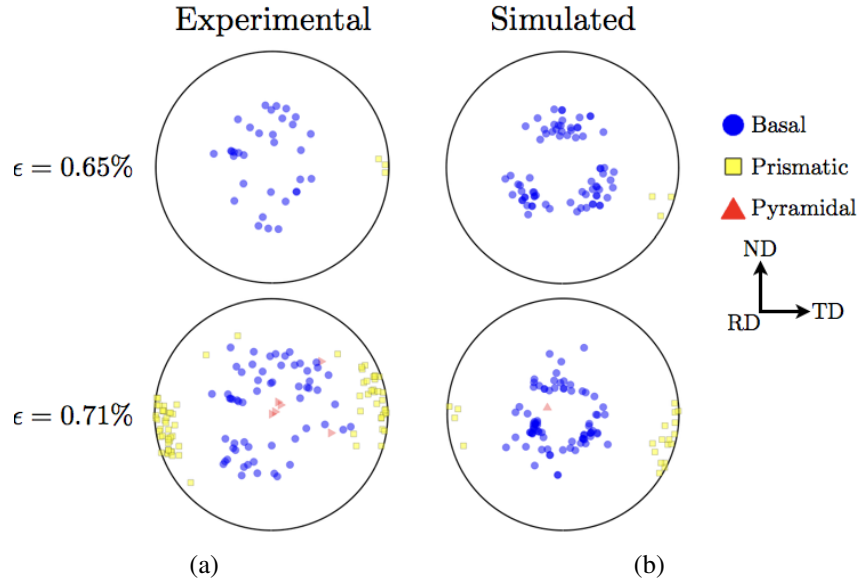 Experimental
Simulated
ϵ = 0.65%
Basal
Prismatic
Pyramidal
ND
RD
TD
ϵ = 0.71%
(a)
(b)